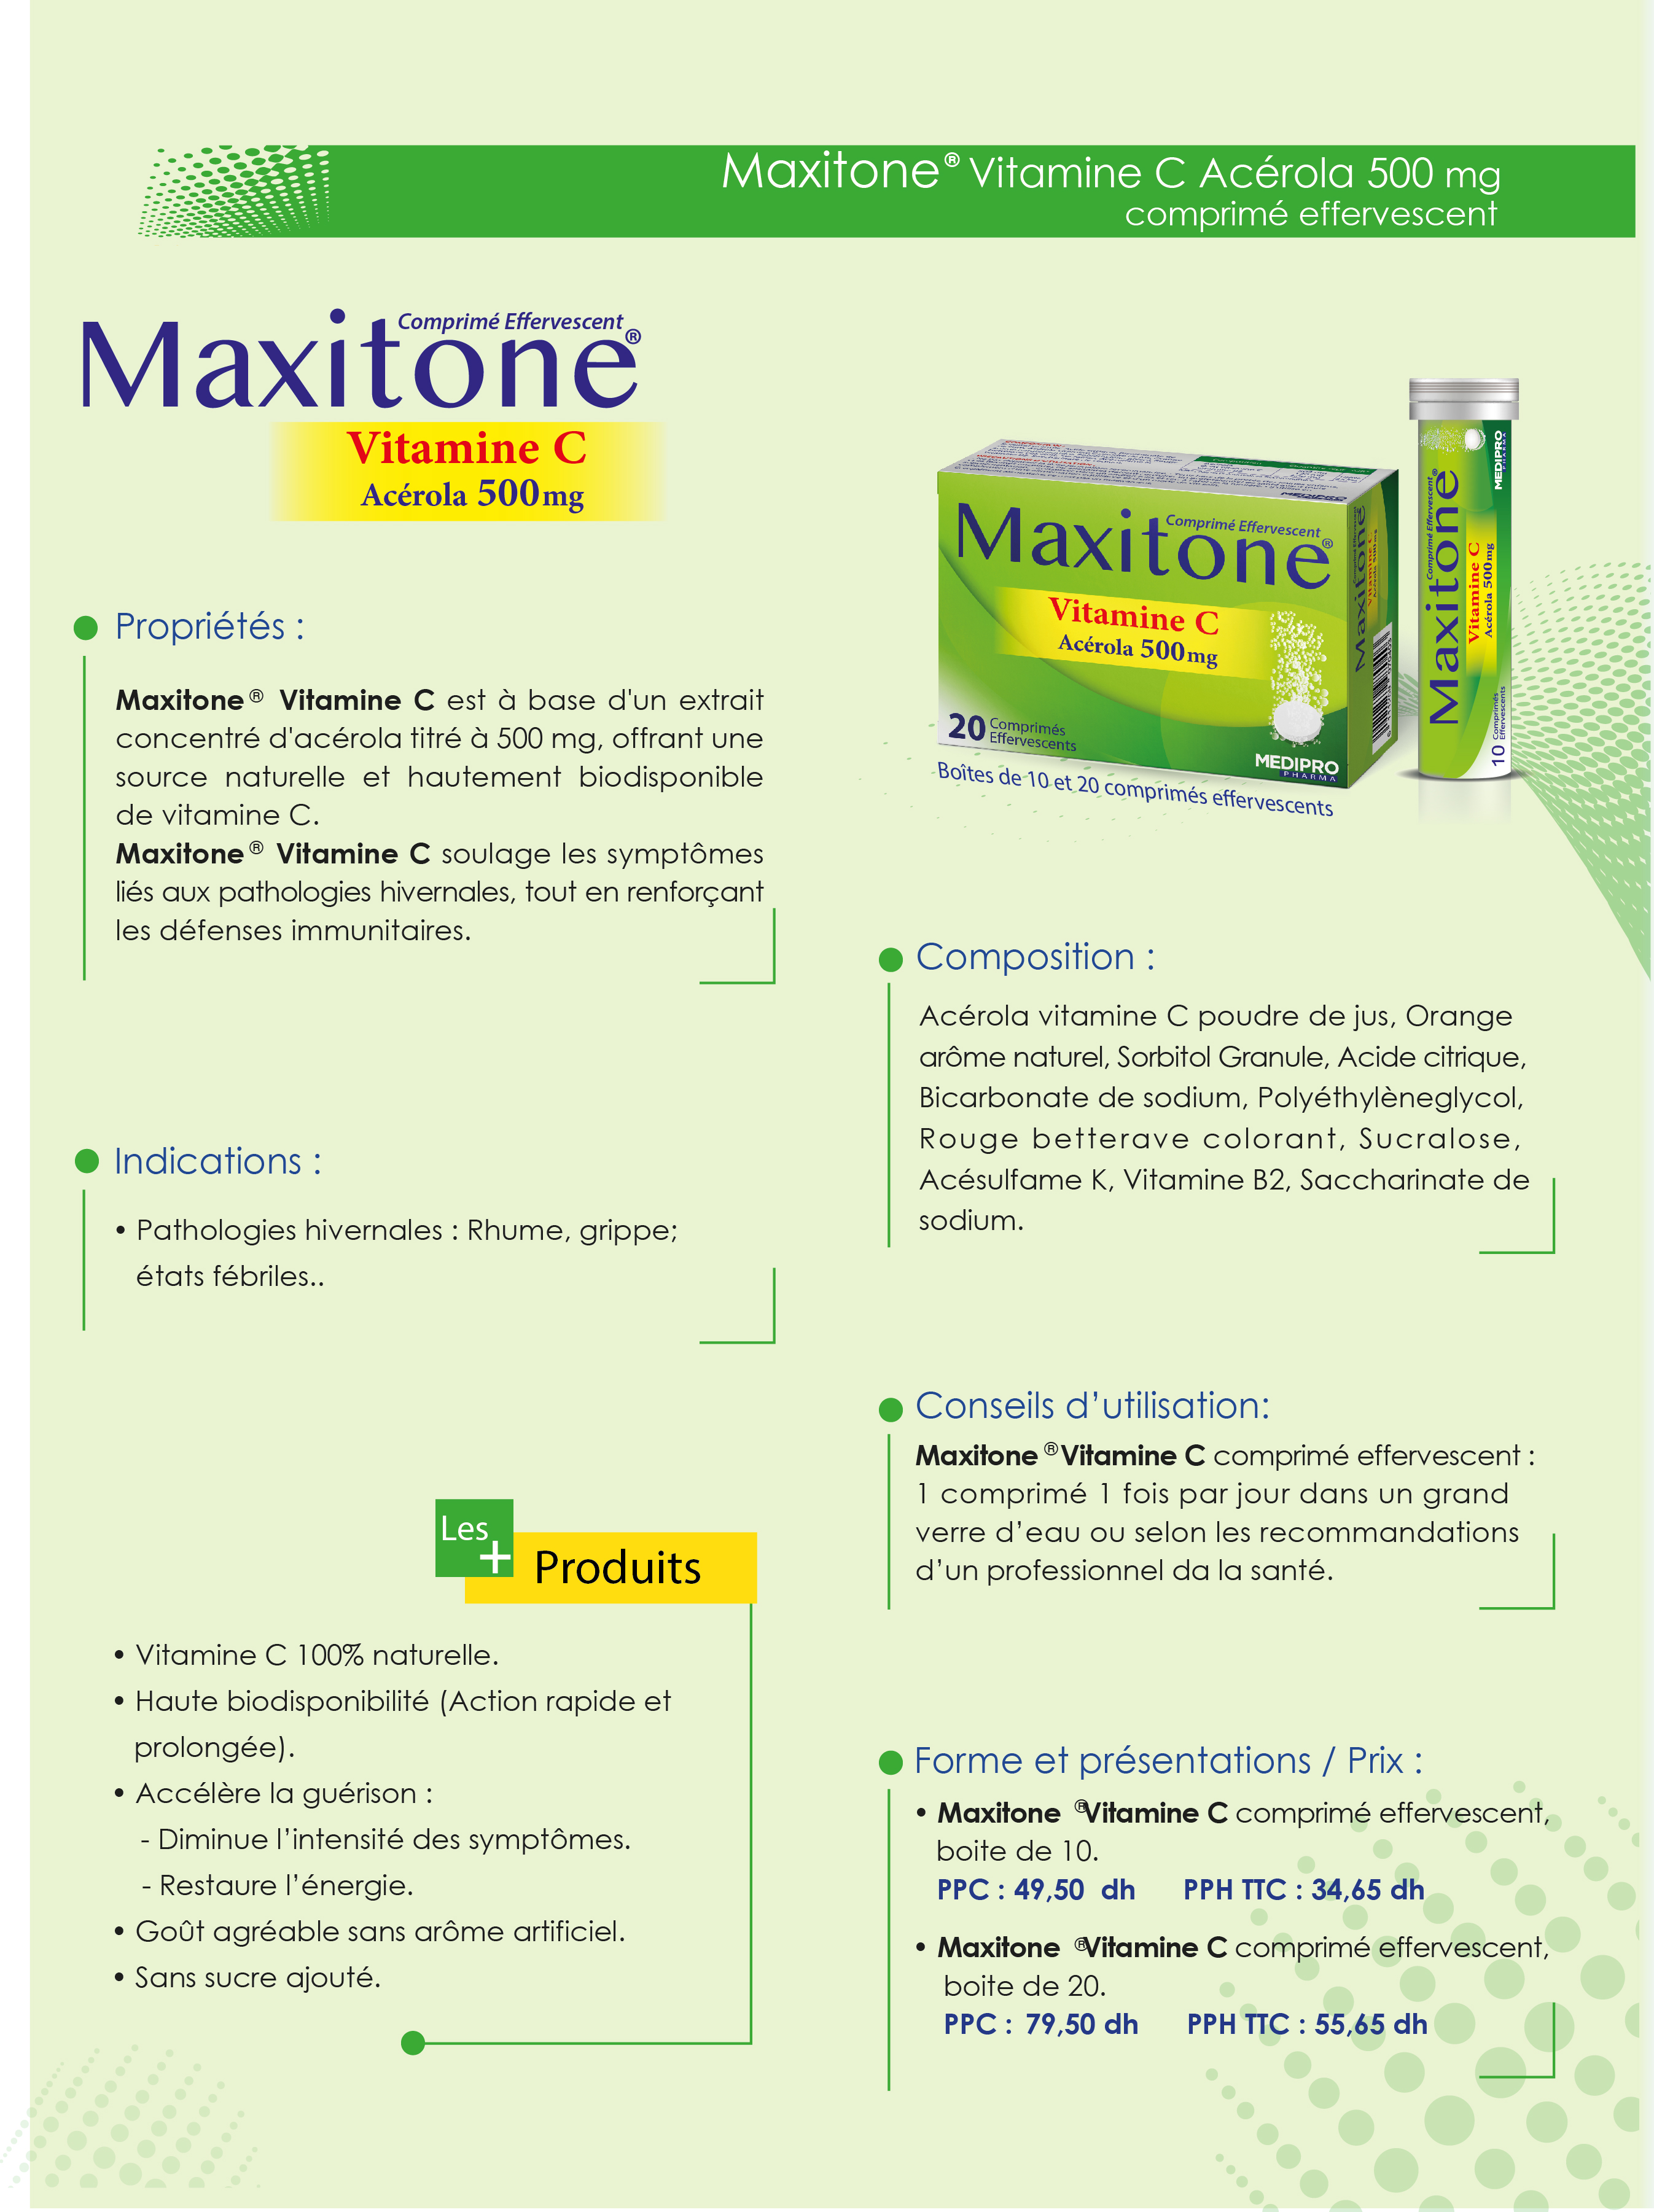 Maxitone® Vitamine C Acérola 500 mg
comprimé effervescent
Comprimé Effervescent
Maxitone®
Vitamine C
Acérola 500mg
Propriétés :
Maxitone® Vitamine C est à base d'un extrait
concentré d'acérola titré à 500 mg, offrant une
source naturelle et hautement biodisponible
de vitamine C.
Maxitone® Vitamine C soulage les symptômes
liés aux pathologies hivernales, tout en renforçant
les défenses immunitaires.
Indications :
• Pathologies hivernales : Rhume, grippe;
états fébriles..
Les +
Produits
• Vitamine C 100% naturelle.
• Haute biodisponibilité (Action rapide et
prolongée).
• Accélère la guérison :
- Diminue l’intensité des symptômes.
- Restaure l’énergie.
• Goût agréable sans arôme artificiel.
• Sans sucre ajouté.
MEDIPRO
Comprimé Effervescent
Maxitone®
Vitamine C
Acérola 500mg
20 Comprimés
Effervescents
MEDIPRO
PHARMA
Maxitone
Vitamine C
Acérola 500mg
MEDIPRO
PHARMA
Comprimé Effervescent
Maxitone®
Vitamine C
Acérola 500mg
10 Comprimés
Effervescents
Boîtes de 10 et 20 comprimés effervescents
Composition :
Acérola vitamine C poudre de jus, Orange
arôme naturel, Sorbitol Granule, Acide citrique,
Bicarbonate de sodium, Polyéthylèneglycol,
Rouge betterave colorant, Sucralose,
Acésulfame K, Vitamine B2, Saccharinate de
sodium.
Conseils d’utilisation:
Maxitone ® Vitamine C comprimé effervescent :
1 comprimé 1 fois par jour dans un grand
verre d’eau ou selon les recommandations
d’un professionnel da la santé.
Forme et présentations / Prix :
• Maxitone ®Vitamine C comprimé effervescent,
boite de 10.
PPC : 49,50 dh PPH TTC : 34,65 dh
• Maxitone ®Vitamine C comprimé effervescent,
boite de 20.
PPC : 79,50 dh PPH TTC : 55,65 dh